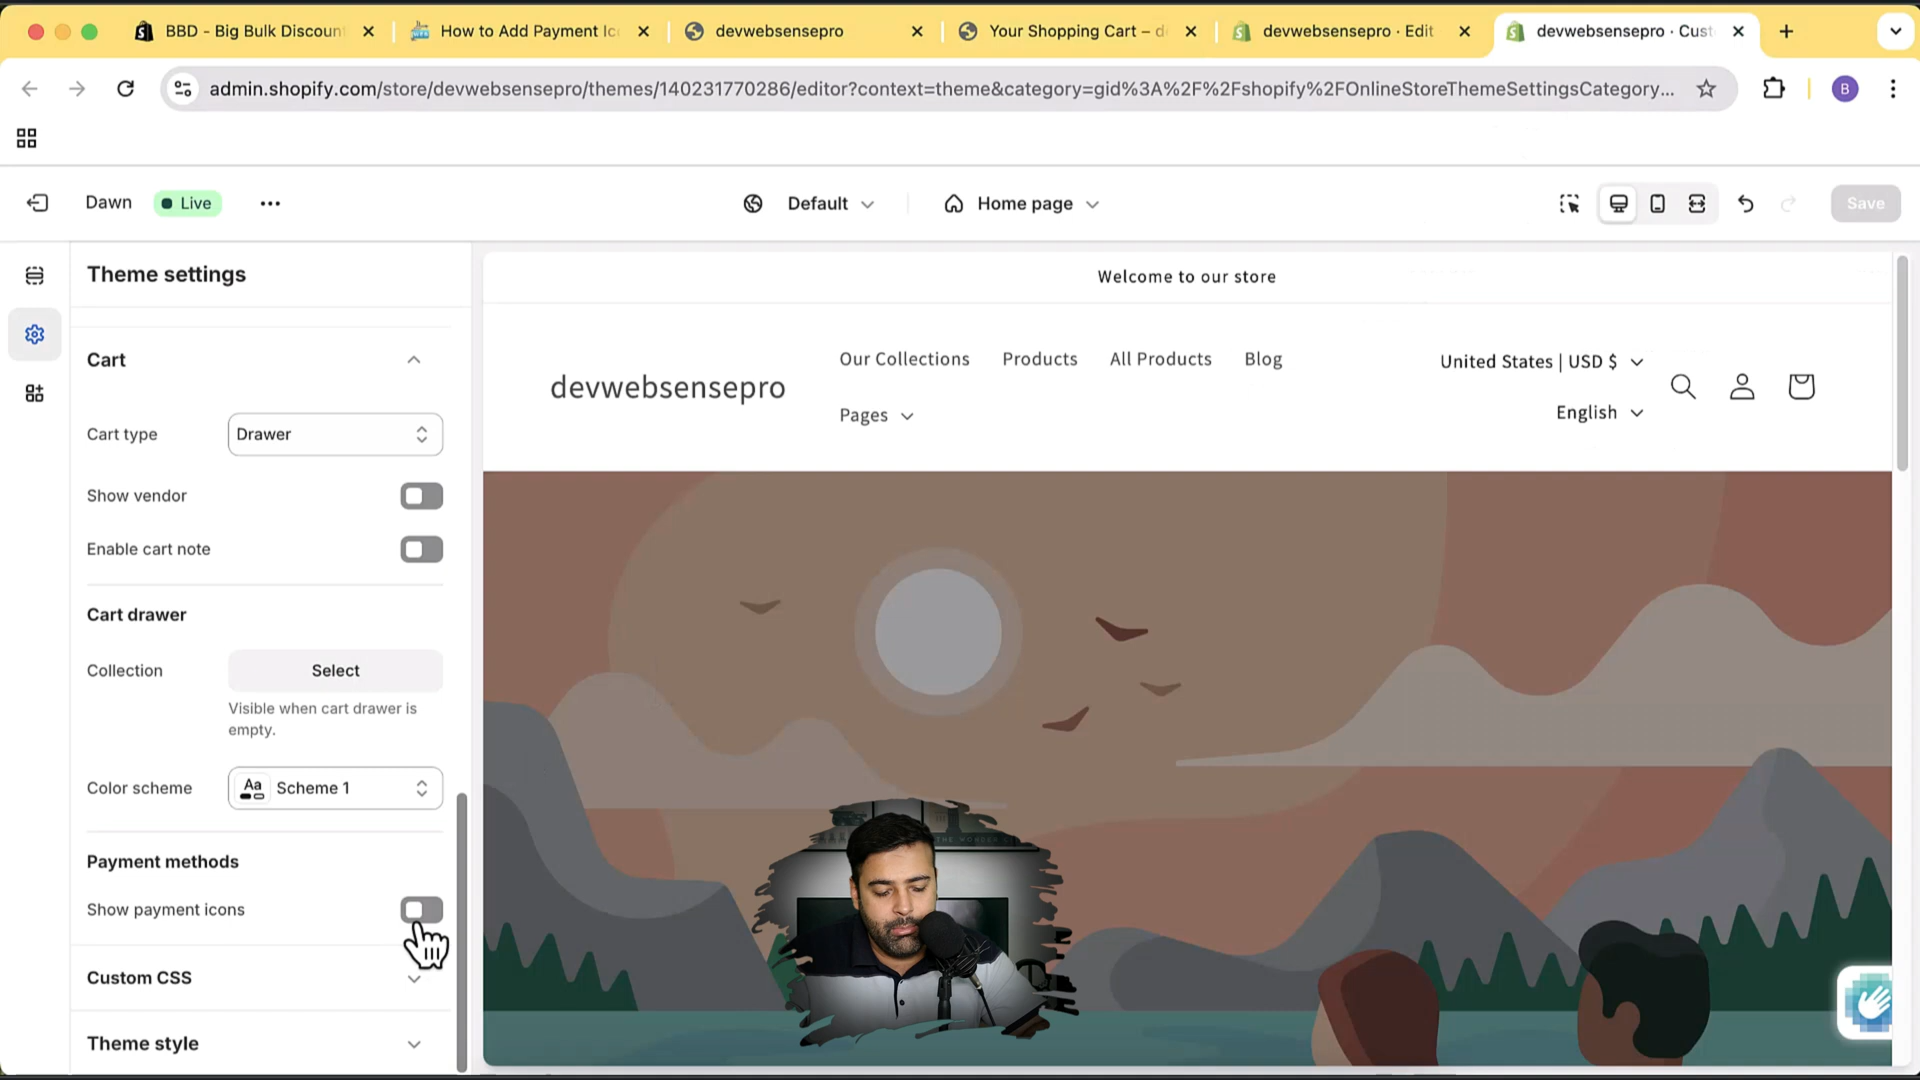 BBD - Big Bulk Discoun
How to Add Payment Ic
devwebsensepro
Your Shopping Cart – d
devwebsensepro · Edit
devwebsensepro · Cust
admin.shopify.com/store/devwebsensepro/themes/140231770286/editor?context=theme&category=gid%3A%2F%2Fshopify%2FOnlineStoreThemeSettingsCategory...
B
Dawn
Live
Default
Home page
Save
Theme settings
Cart
Cart type
Drawer
Show vendor
Enable cart note
Cart drawer
Collection
Select
Visible when cart drawer is
empty.
Color scheme
Aa
Scheme 1
Payment methods
Show payment icons
Custom CSS
Theme style
Welcome to our store
devwebsensepro
Our Collections
Products
All Products
Blog
Pages
United States | USD $
English